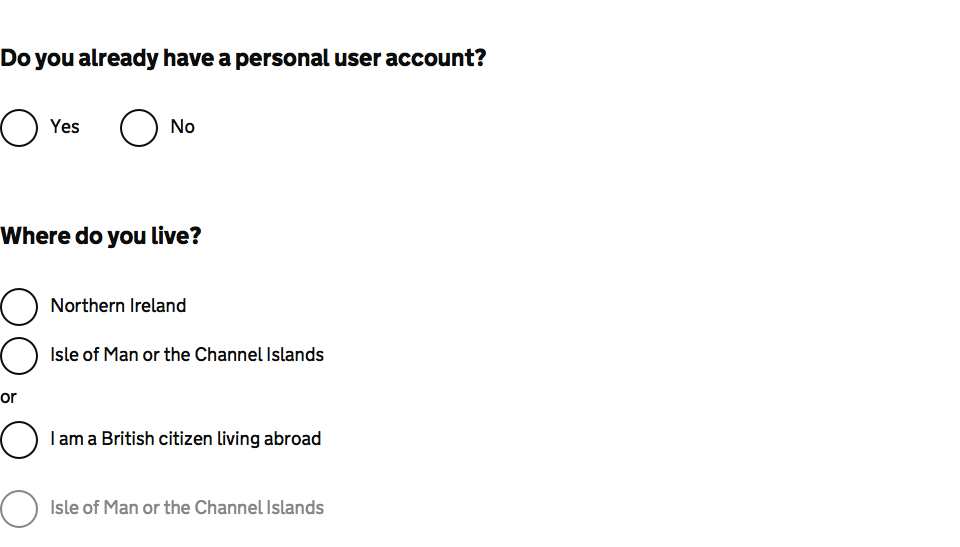 Do you already have a personal user account?
Yes No
Where do you live?
Northern Ireland
Isle of Man or the Channel Islands
or
I am a British citizen living abroad
Isle of Man or the Channel Islands